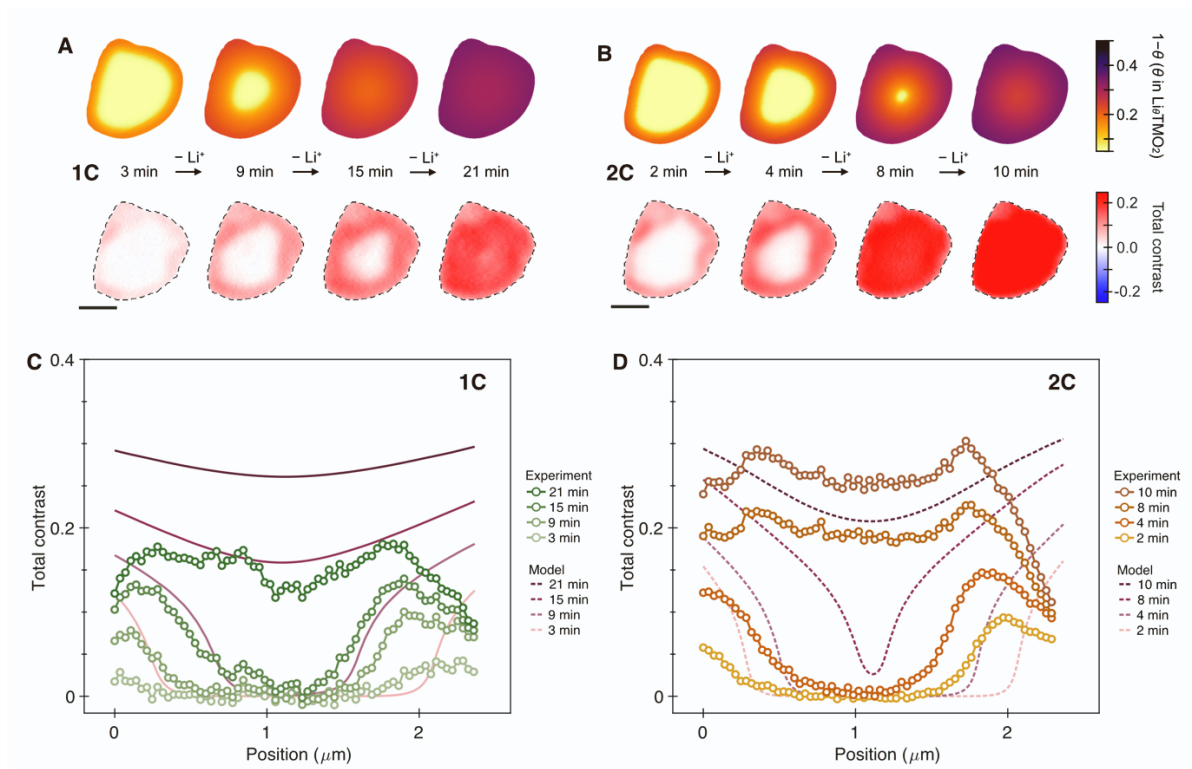 A
B
1−θ (θ in LiθTMO₂)
0.4
0.2
− Li⁺ − Li⁺ − Li⁺
1C 3 min 9 min 15 min 21 min
− Li⁺ − Li⁺ − Li⁺
2C 2 min 4 min 8 min 10 min
Total contrast
0.2
0.0
-0.2
C
1C
0.4
0.2
0
Total contrast
0 1 2
Position (μm)
Experiment
21 min
15 min
9 min
3 min
Model
21 min
15 min
9 min
3 min
D
2C
0.4
0.2
0
Total contrast
0 1 2
Position (μm)
Experiment
10 min
8 min
4 min
2 min
Model
10 min
8 min
4 min
2 min